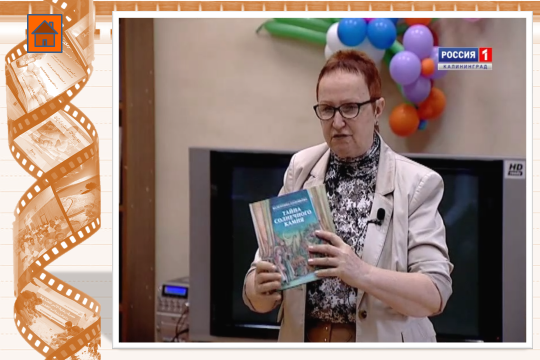 РОССИЯ 1
КАЛИНИНГРАД
HD
ТАЙНА
СОЛНЕЧНОГО
КАМНЯ